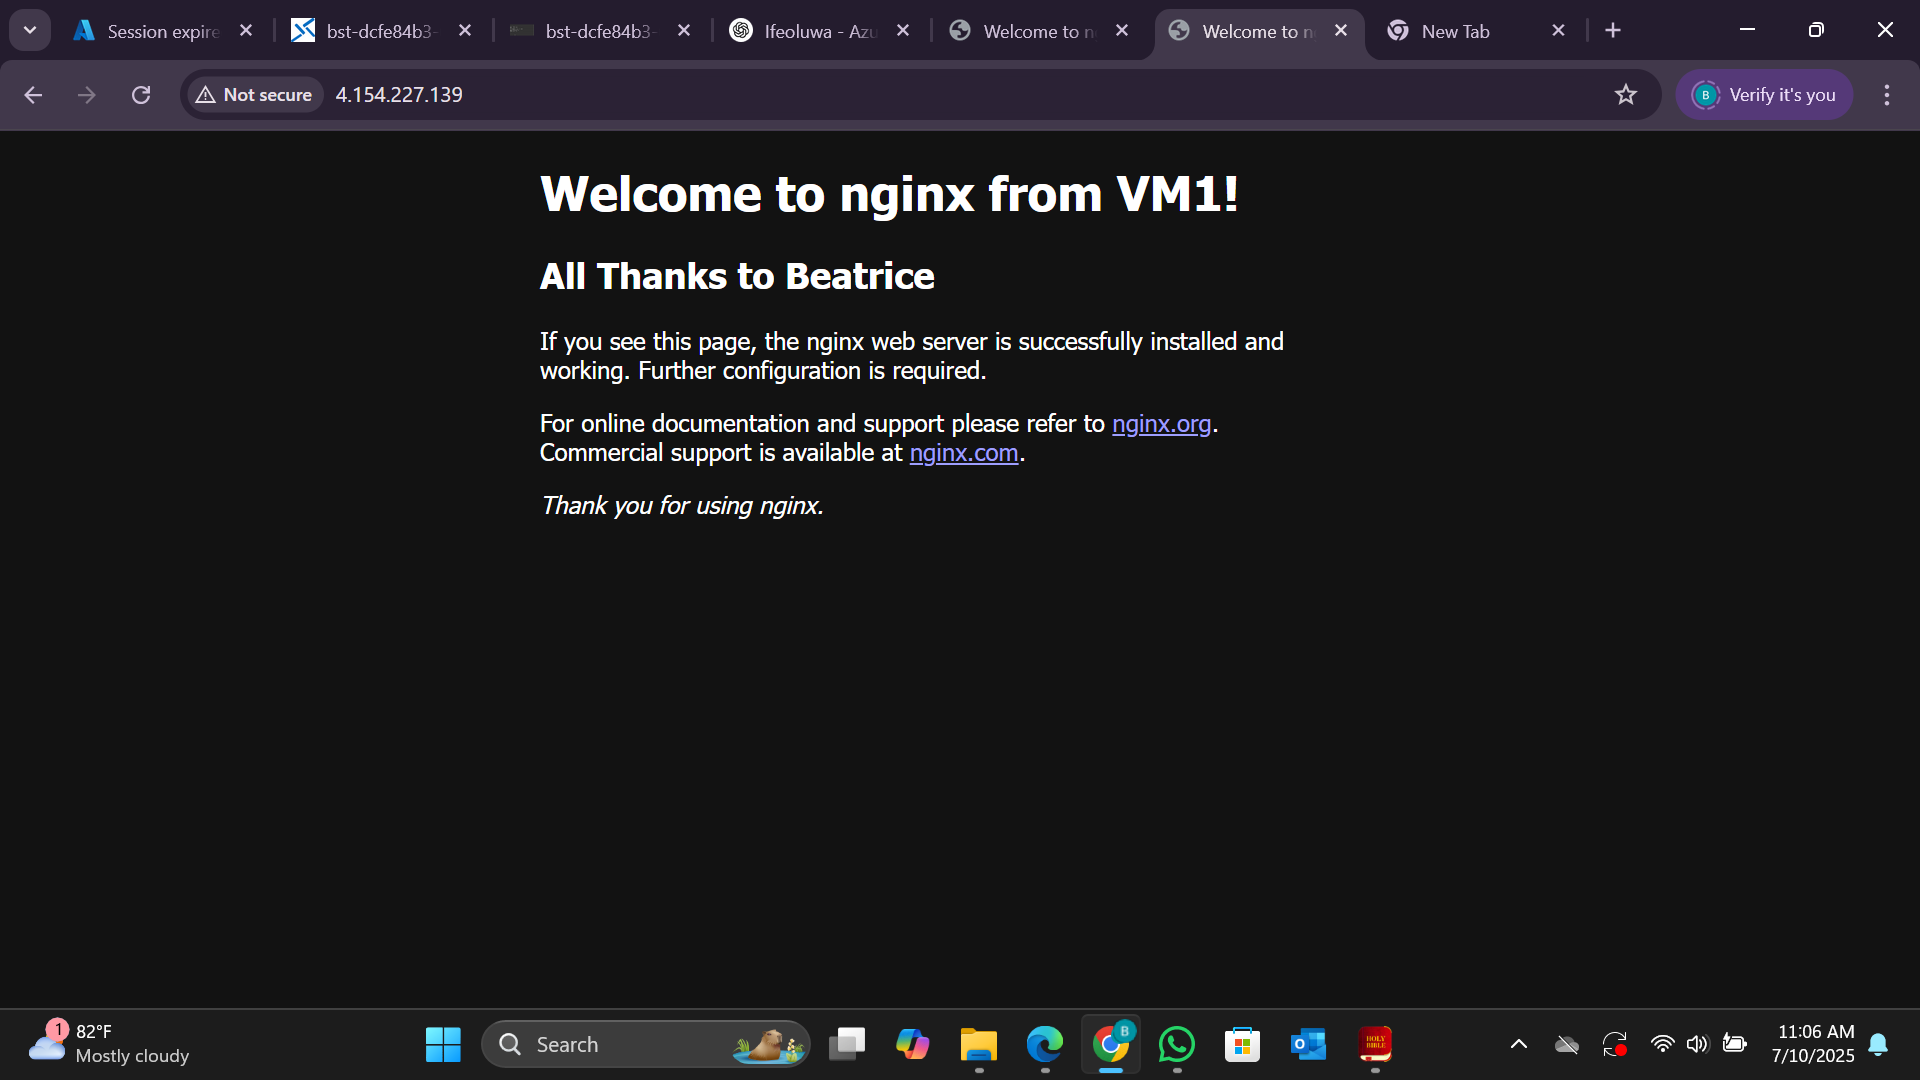 Session expire
bst-dcfe84b3-
bst-dcfe84b3-
Ifeoluwa - Azu
Welcome to n
Welcome to n
New Tab
Not secure
4.154.227.139
B
Verify it's you
Welcome to nginx from VM1!
All Thanks to Beatrice
If you see this page, the nginx web server is successfully installed and
working. Further configuration is required.
For online documentation and support please refer to nginx.org.
Commercial support is available at nginx.com.
Thank you for using nginx.
1
82°F
Mostly cloudy
Search
B
HOLY
BIBLE
11:06 AM
7/10/2025